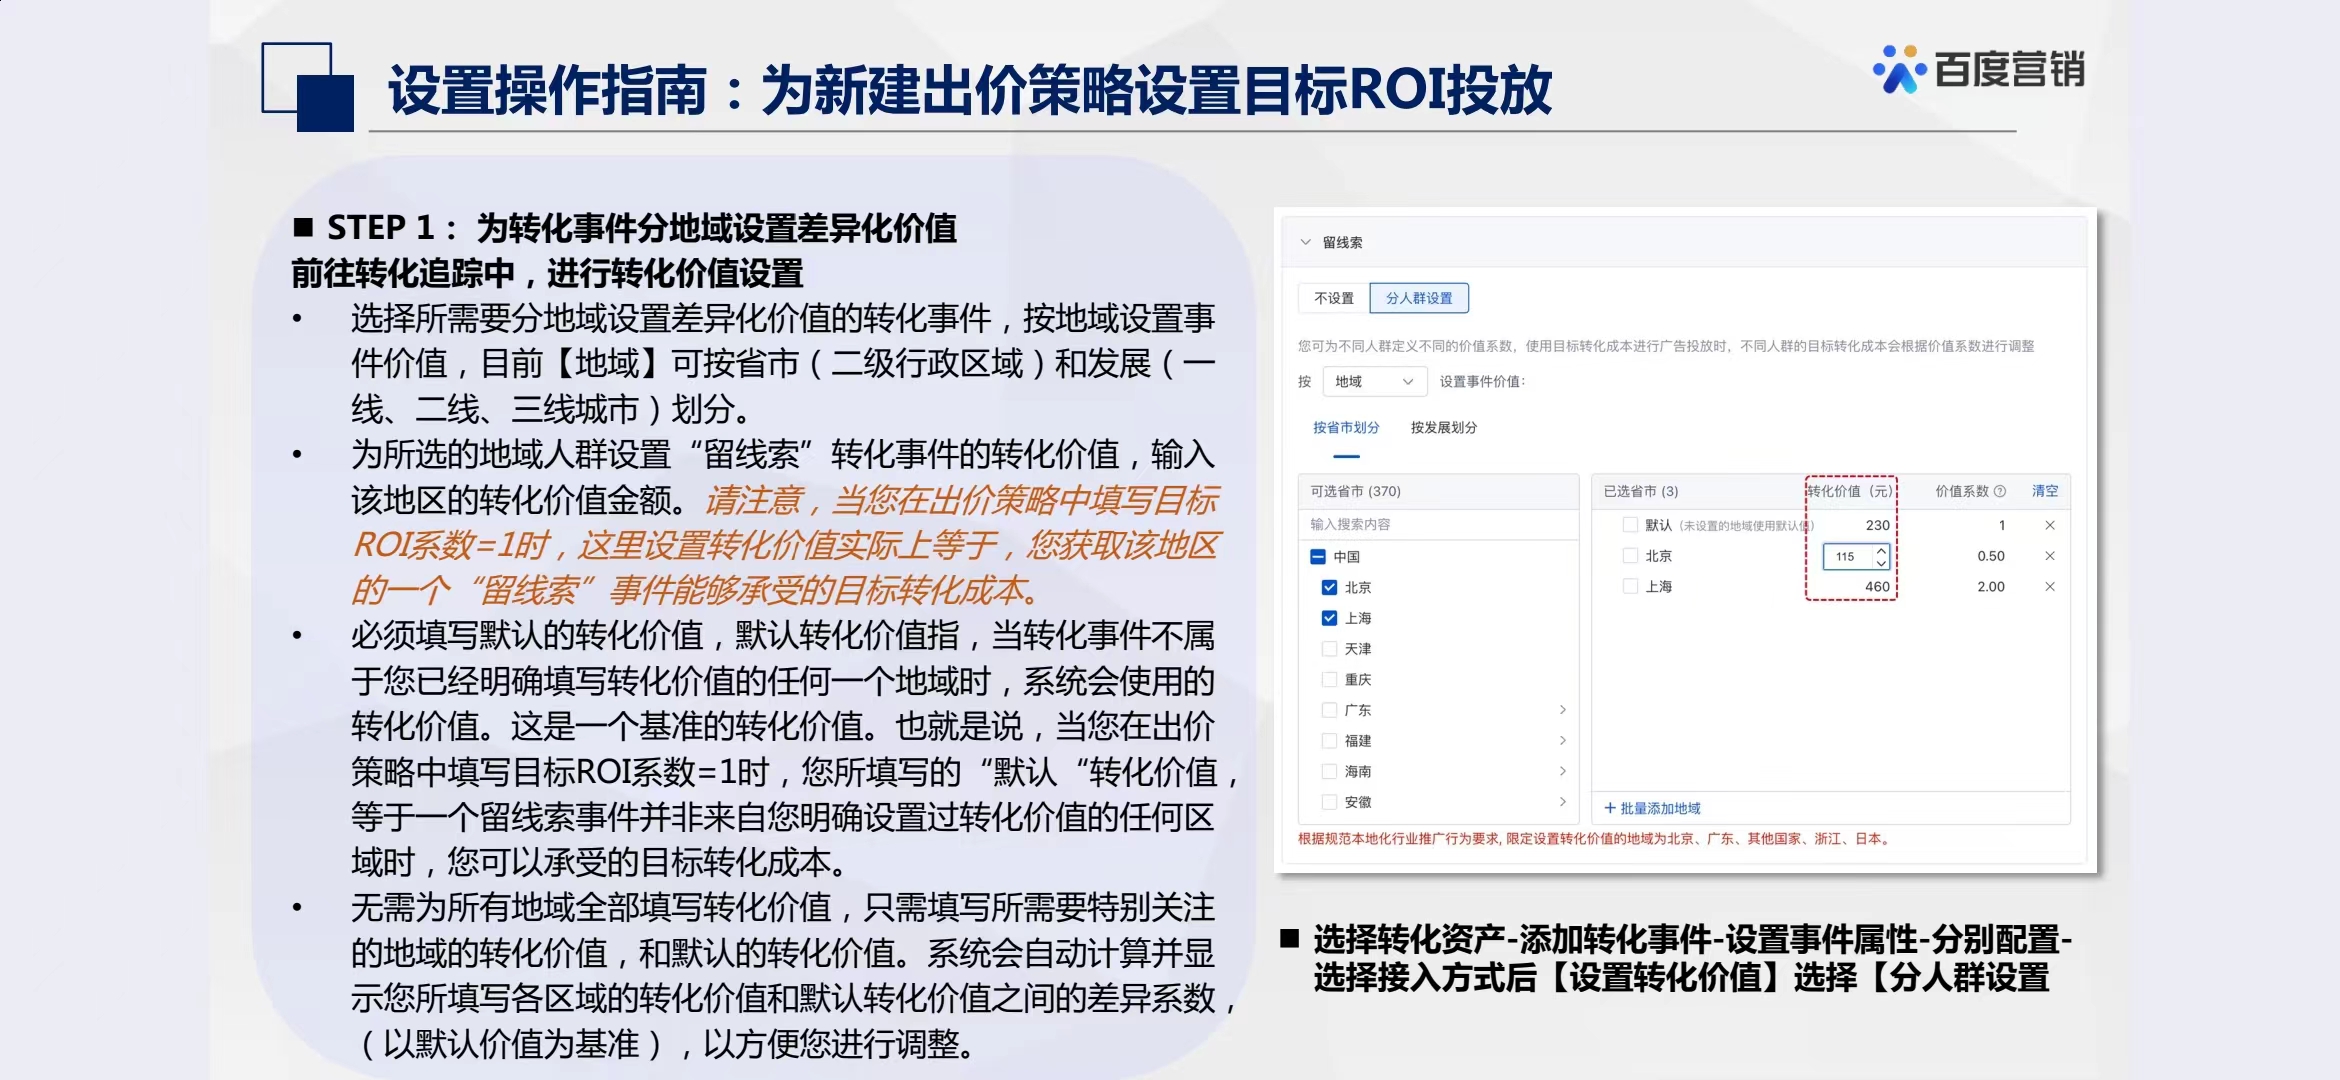 设置操作指南：为新建出价策略设置目标ROI投放
百度营销
■ STEP 1： 为转化事件分地域设置差异化价值
前往转化追踪中，进行转化价值设置
• 选择所需要分地域设置差异化价值的转化事件，按地域设置事
件价值，目前【地域】可按省市（二级行政区域）和发展（一
线、二线、三线城市）划分。
• 为所选的地域人群设置“留线索”转化事件的转化价值，输入
该地区的转化价值金额。请注意，当您在出价策略中填写目标
ROI系数=1时，这里设置转化价值实际上等于，您获取该地区
的一个“留线索”事件能够承受的目标转化成本。
• 必须填写默认的转化价值，默认转化价值指，当转化事件不属
于您已经明确填写转化价值的任何一个地域时，系统会使用的
转化价值。这是一个基准的转化价值。也就是说，当您在出价
策略中填写目标ROI系数=1时，您所填写的“默认“转化价值，
等于一个留线索事件并非来自您明确设置过转化价值的任何区
域时，您可以承受的目标转化成本。
• 无需为所有地域全部填写转化价值，只需填写所需要特别关注
的地域的转化价值，和默认的转化价值。系统会自动计算并显
示您所填写各区域的转化价值和默认转化价值之间的差异系数，
（以默认价值为基准），以方便您进行调整。
留线索
不设置 分人群设置
您可为不同人群定义不同的价值系数，使用目标转化成本进行广告投放时，不同人群的目标转化成本会根据价值系数进行调整
按 地域 设置事件价值：
按省市划分 按发展划分
可选省市 (370)
输入搜索内容
中国
北京
上海
天津
重庆
广东
福建
海南
安徽
已选省市 (3) 转化价值（元） 价值系数 ? 清空
默认（未设置的地域使用默认值） 230 1 ×
北京 115 0.50 ×
上海 460 2.00 ×
+ 批量添加地域
根据规范本地化行业推广行为要求, 限定设置转化价值的地域为北京、广东、其他国家、浙江、日本。
■ 选择转化资产-添加转化事件-设置事件属性-分别配置-
选择接入方式后【设置转化价值】选择【分人群设置